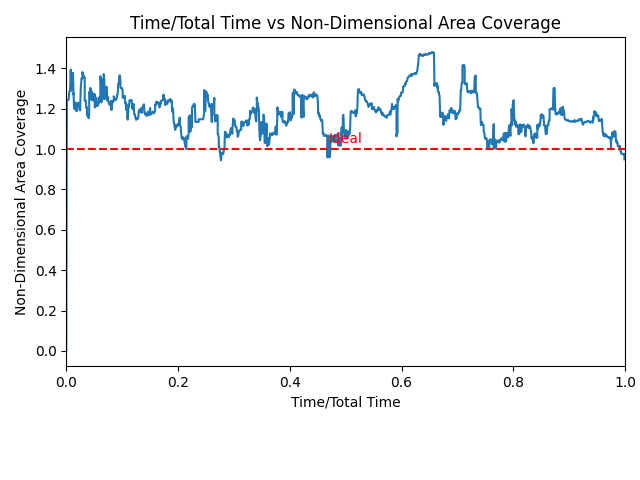 Time/Total Time vs Non-Dimensional Area Coverage
Non-Dimensional Area Coverage
1.4
1.2
1.0
0.8
0.6
0.4
0.2
0.0
Ideal
0.0 0.2 0.4 0.6 0.8 1.0
Time/Total Time